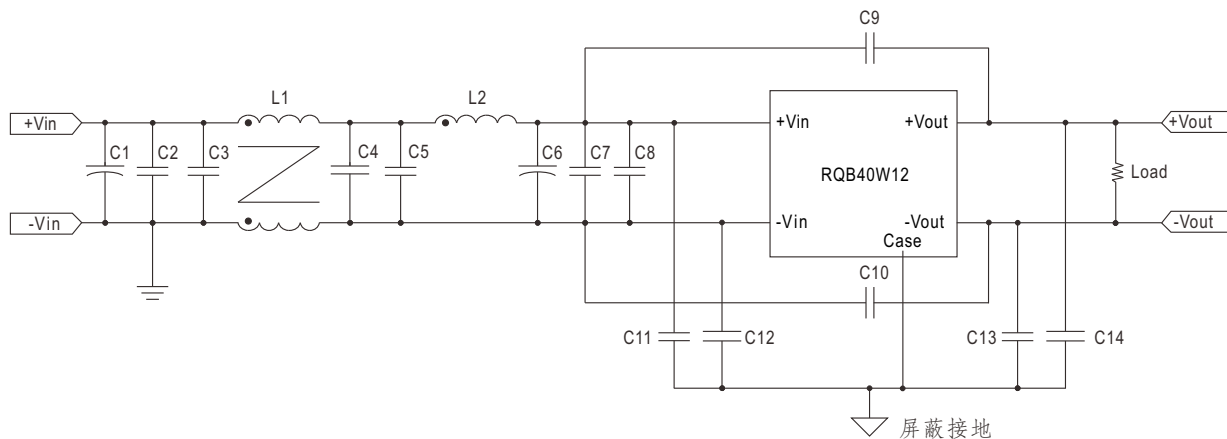 C9
L1
L2
+Vin
+Vin
+Vout
+Vout
C1
C2
C3
C4
C5
C6
C7
C8
RQB40W12
Load
-Vin
-Vin
-Vout
-Vout
Case
C10
C11
C12
C13
C14
屏蔽接地